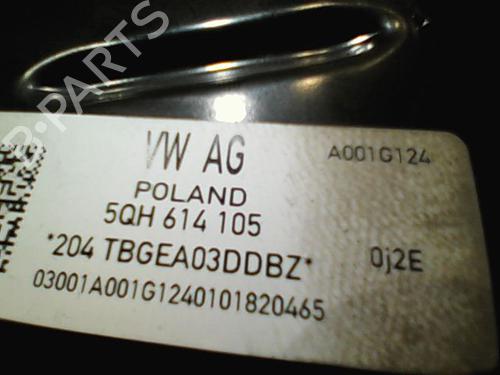 B-PARTS
VW AG
A001G124
POLAND
5QH 614 105
*204 TBGEA03DDBZ*
0j2E
03001A001G1240101820465